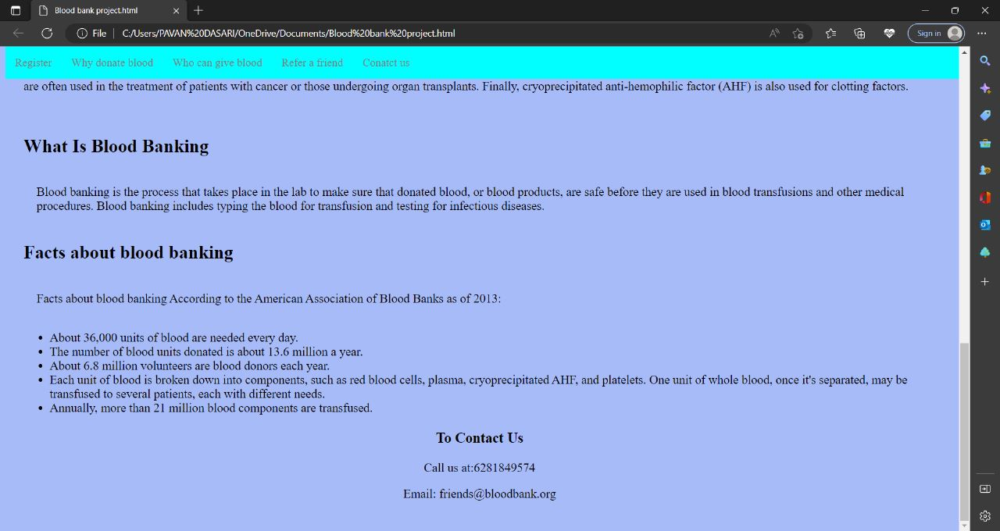 Blood bank project.html
File C:/Users/PAVAN%20DASARI/OneDrive/Documents/Blood%20bank%20project.html
Sign in
Register Why donate blood Who can give blood Refer a friend Conatct us
are often used in the treatment of patients with cancer or those undergoing organ transplants. Finally, cryoprecipitated anti-hemophilic factor (AHF) is also used for clotting factors.
What Is Blood Banking
Blood banking is the process that takes place in the lab to make sure that donated blood, or blood products, are safe before they are used in blood transfusions and other medical
procedures. Blood banking includes typing the blood for transfusion and testing for infectious diseases.
Facts about blood banking
Facts about blood banking According to the American Association of Blood Banks as of 2013:
• About 36,000 units of blood are needed every day.
• The number of blood units donated is about 13.6 million a year.
• About 6.8 million volunteers are blood donors each year.
• Each unit of blood is broken down into components, such as red blood cells, plasma, cryoprecipitated AHF, and platelets. One unit of whole blood, once it's separated, may be
transfused to several patients, each with different needs.
• Annually, more than 21 million blood components are transfused.
To Contact Us
Call us at:6281849574
Email: friends@bloodbank.org